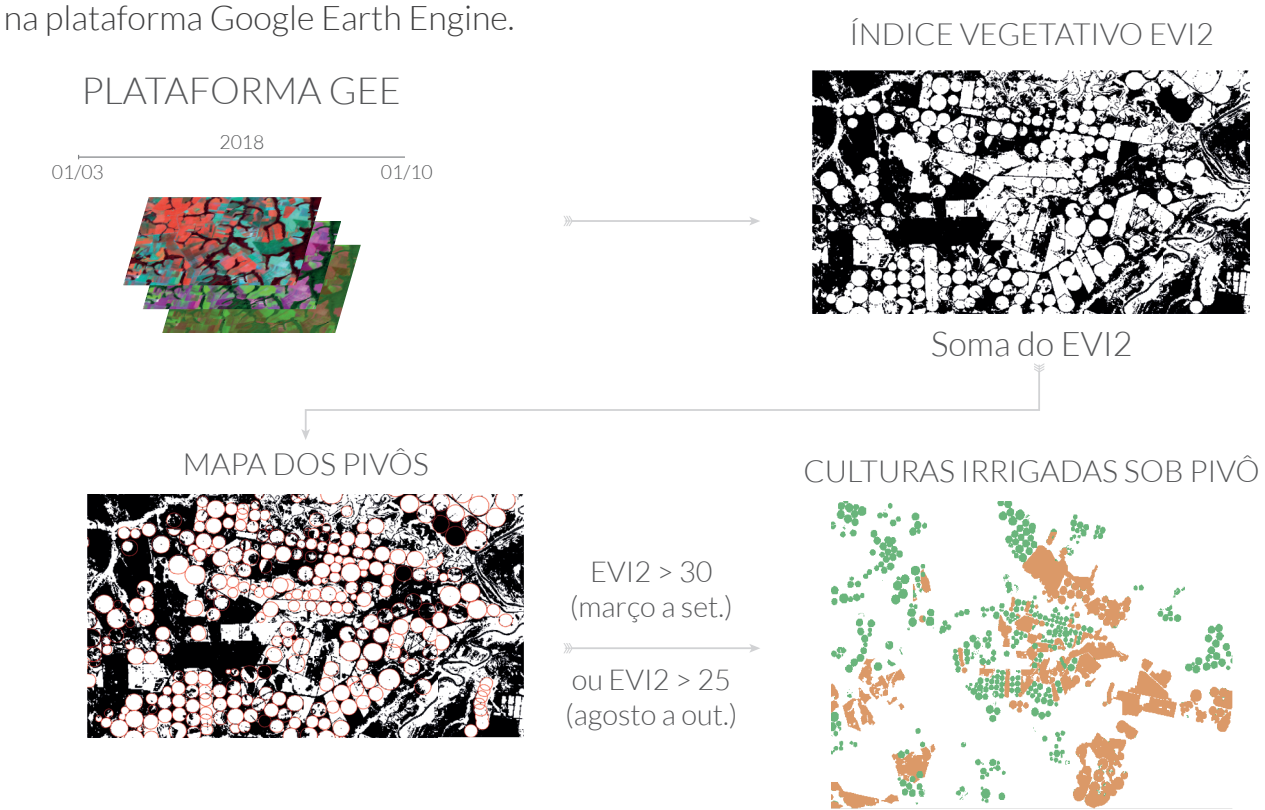 na plataforma Google Earth Engine.
PLATAFORMA GEE
2018
01/03
01/10
ÍNDICE VEGETATIVO EVI2
Soma do EVI2
MAPA DOS PIVÔS
EVI2 > 30
(março a set.)
ou EVI2 > 25
(agosto a out.)
CULTURAS IRRIGADAS SOB PIVÔ